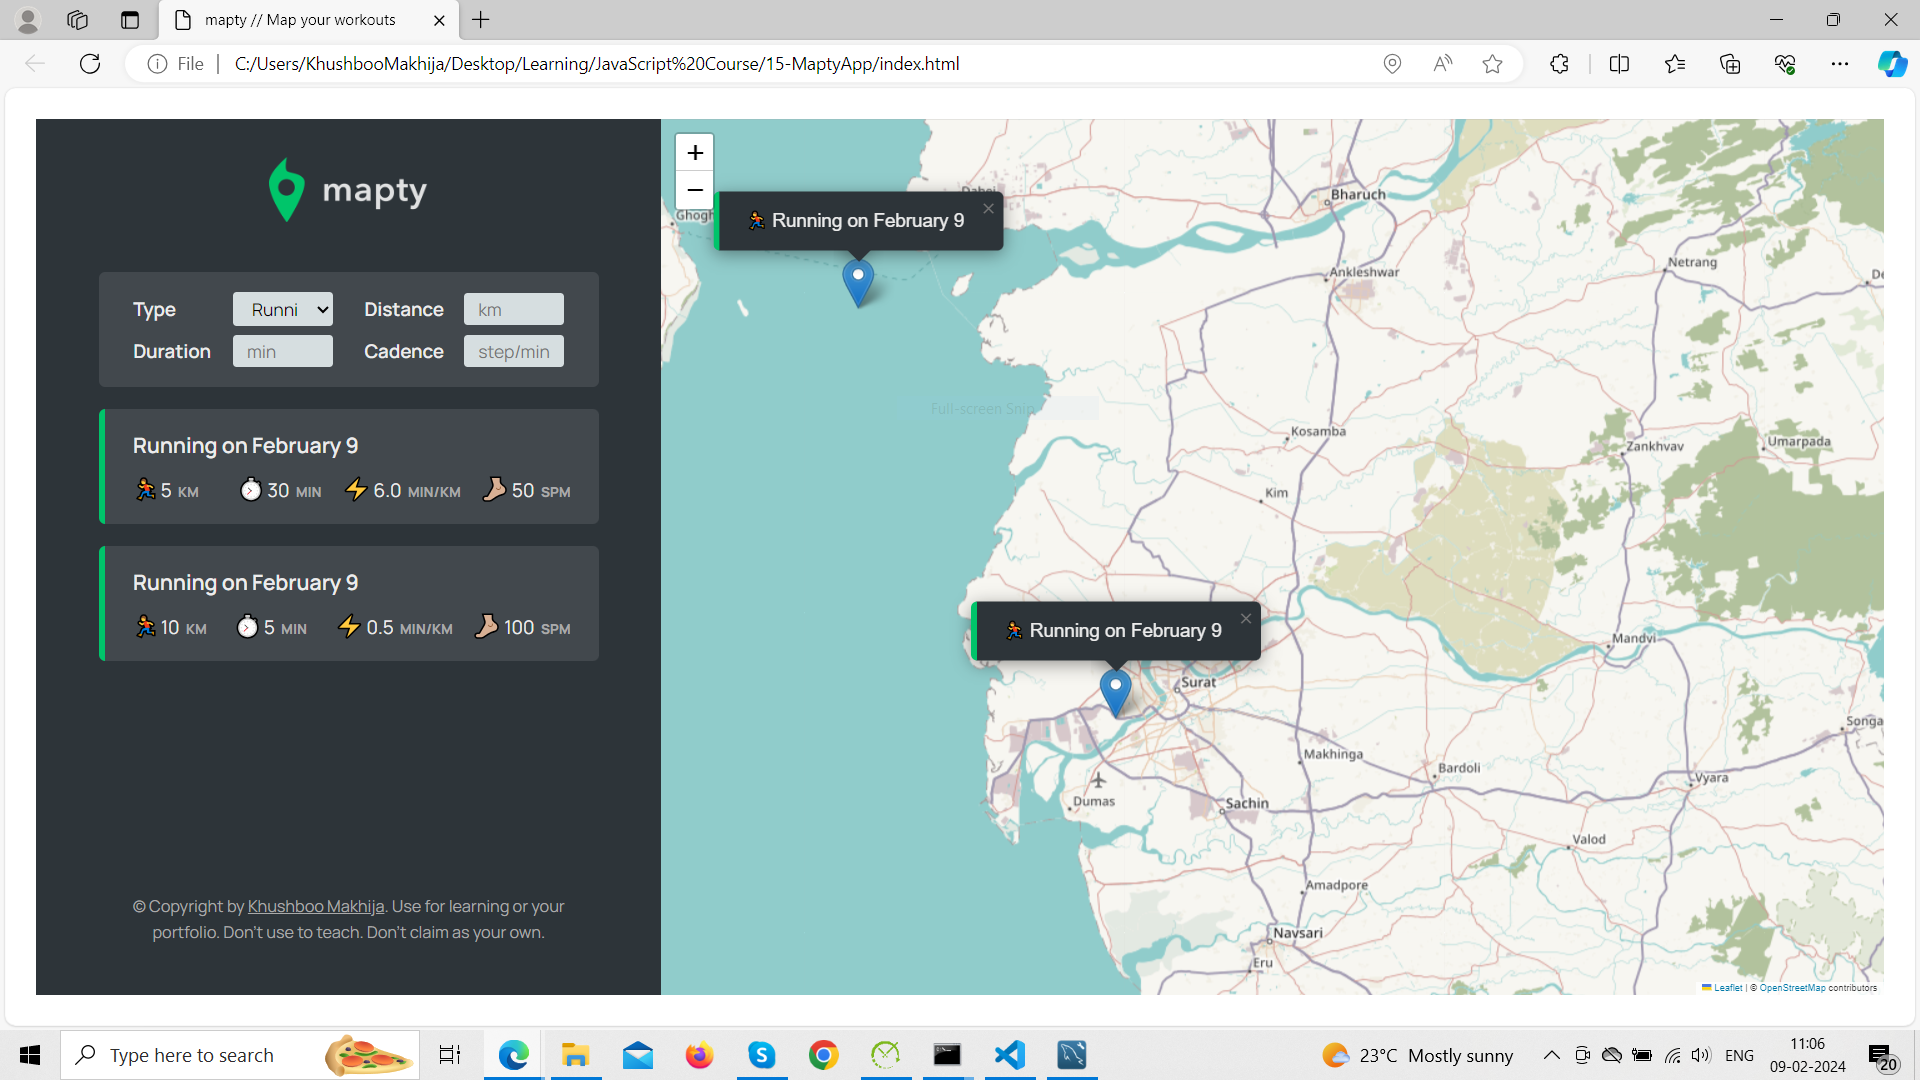 mapty // Map your workouts
File
C:/Users/KhushbooMakhija/Desktop/Learning/JavaScript%20Course/15-MaptyApp/index.html
mapty
Type Runni Distance km
Duration min Cadence step/min
Running on February 9
5 KM 30 MIN 6.0 MIN/KM 50 SPM
Running on February 9
10 KM 5 MIN 0.5 MIN/KM 100 SPM
© Copyright by Khushboo Makhija. Use for learning or your
portfolio. Don't use to teach. Don't claim as your own.
+
−
Running on February 9
Bharuch
Netrang
Ankleshwar
Full-screen Snip
Kosamba
Zankhvav
Umarpada
Kim
Running on February 9
Mandvi
Surat
Songa
Makhinga
Bardoli
Vyara
Dumas
Sachin
Valod
Amadpore
Navsari
Eru
Leaflet | © OpenStreetMap contributors
Type here to search
23°C Mostly sunny
ENG
11:06
09-02-2024
20